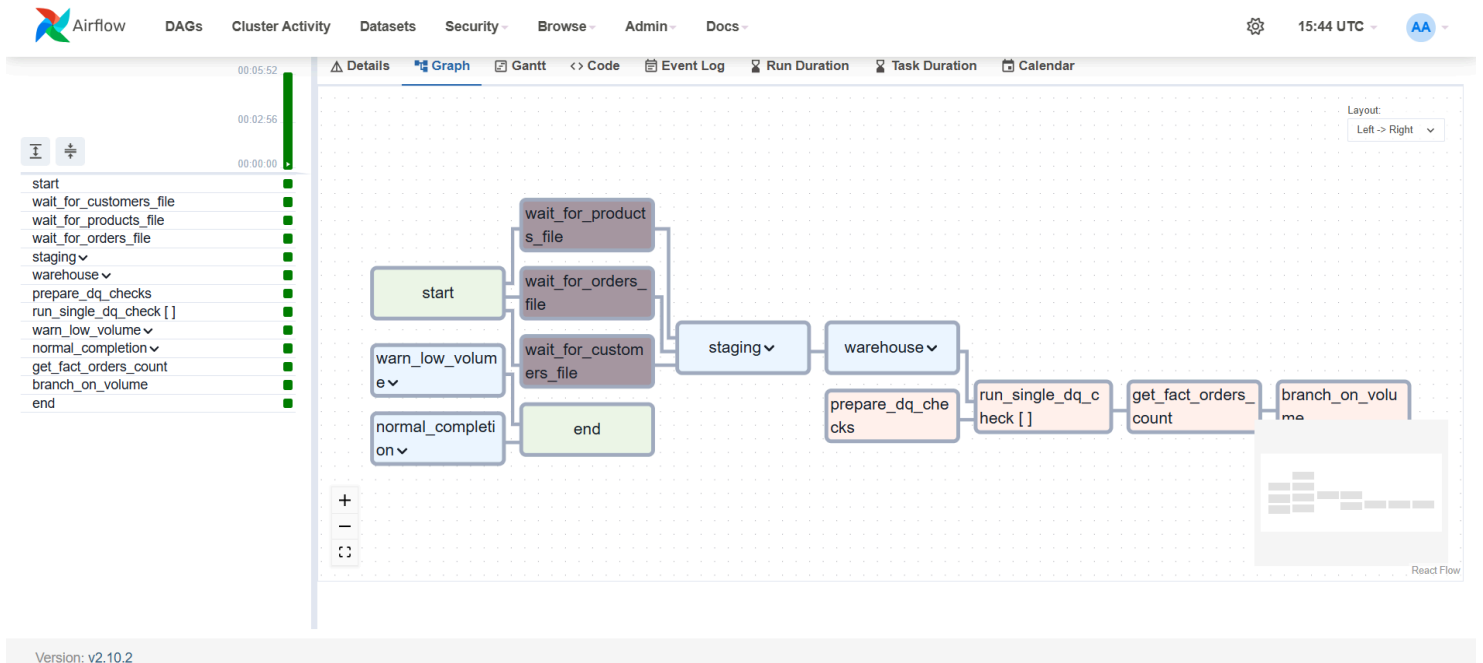 Airflow DAGs Cluster Activity Datasets Security Browse Admin Docs 15:44 UTC AA
Details Graph Gantt <> Code Event Log Run Duration Task Duration Calendar
00:05:52
00:02:56
00:00:00
start
wait_for_customers_file
wait_for_products_file
wait_for_orders_file
staging
warehouse
prepare_dq_checks
run_single_dq_check [ ]
warn_low_volume
normal_completion
get_fact_orders_count
branch_on_volume
end
Layout:
Left -> Right
wait_for_product
s_file
start
wait_for_orders_
file
warn_low_volum
e
wait_for_custom
ers_file
normal_completi
on
end
staging
warehouse
prepare_dq_che
cks
run_single_dq_c
heck [ ]
get_fact_orders_
count
branch_on_volu
me
React Flow
Version: v2.10.2